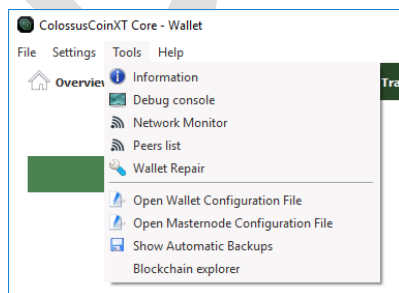 ColossusCoinXT Core - Wallet
File Settings Tools Help
Overview
Information
Tra
Debug console
Network Monitor
Peers list
Wallet Repair
Open Wallet Configuration File
Open Masternode Configuration File
Show Automatic Backups
Blockchain explorer